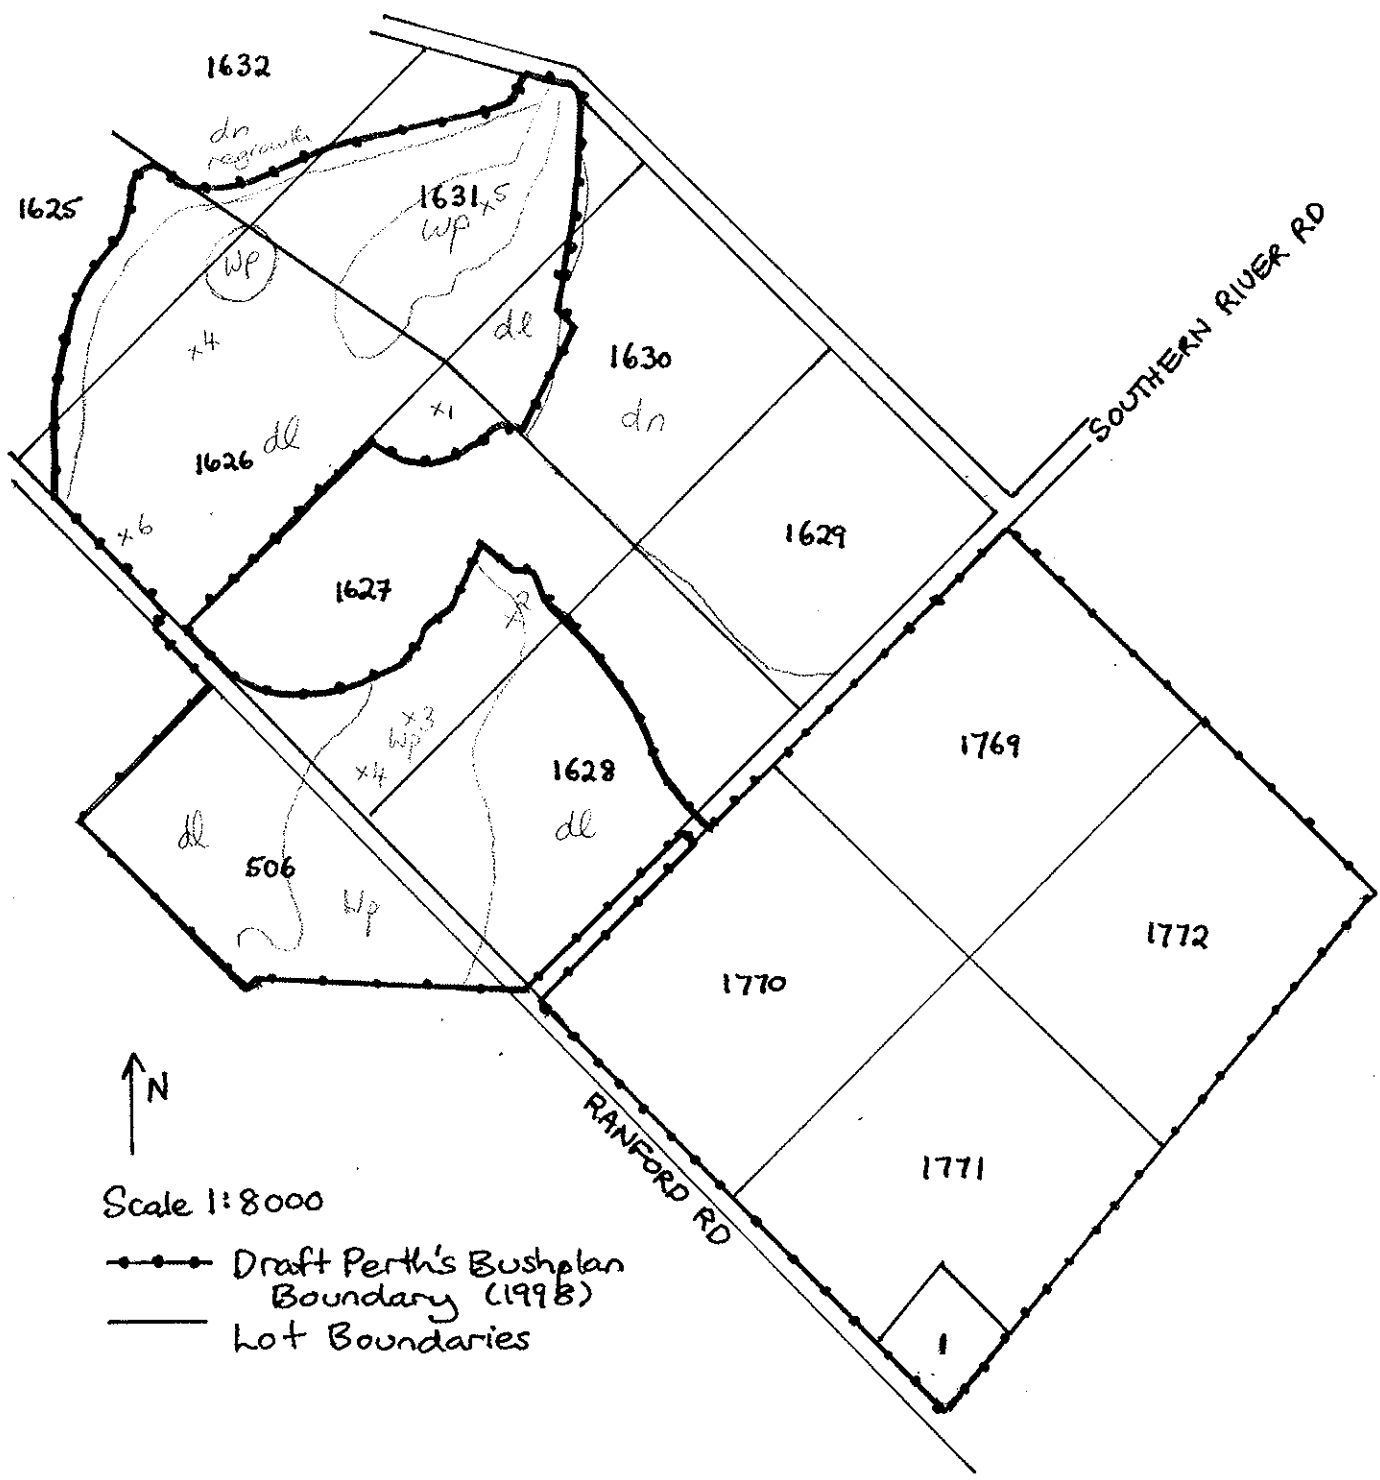 1632
dn
regrowth
1625
1631
x5
Wp
Wp
SOUTHERN RIVER RD
dl
x4
1630
x1
dn
dl
1626
x6
1629
1627
x2
x3
Wp
x4
1628
1769
dl
dl
506
Wp
1772
1770
N
RANFORD RD
1771
Scale 1:8000
Draft Perth's Bushplan
Boundary (1998)
Lot Boundaries
1